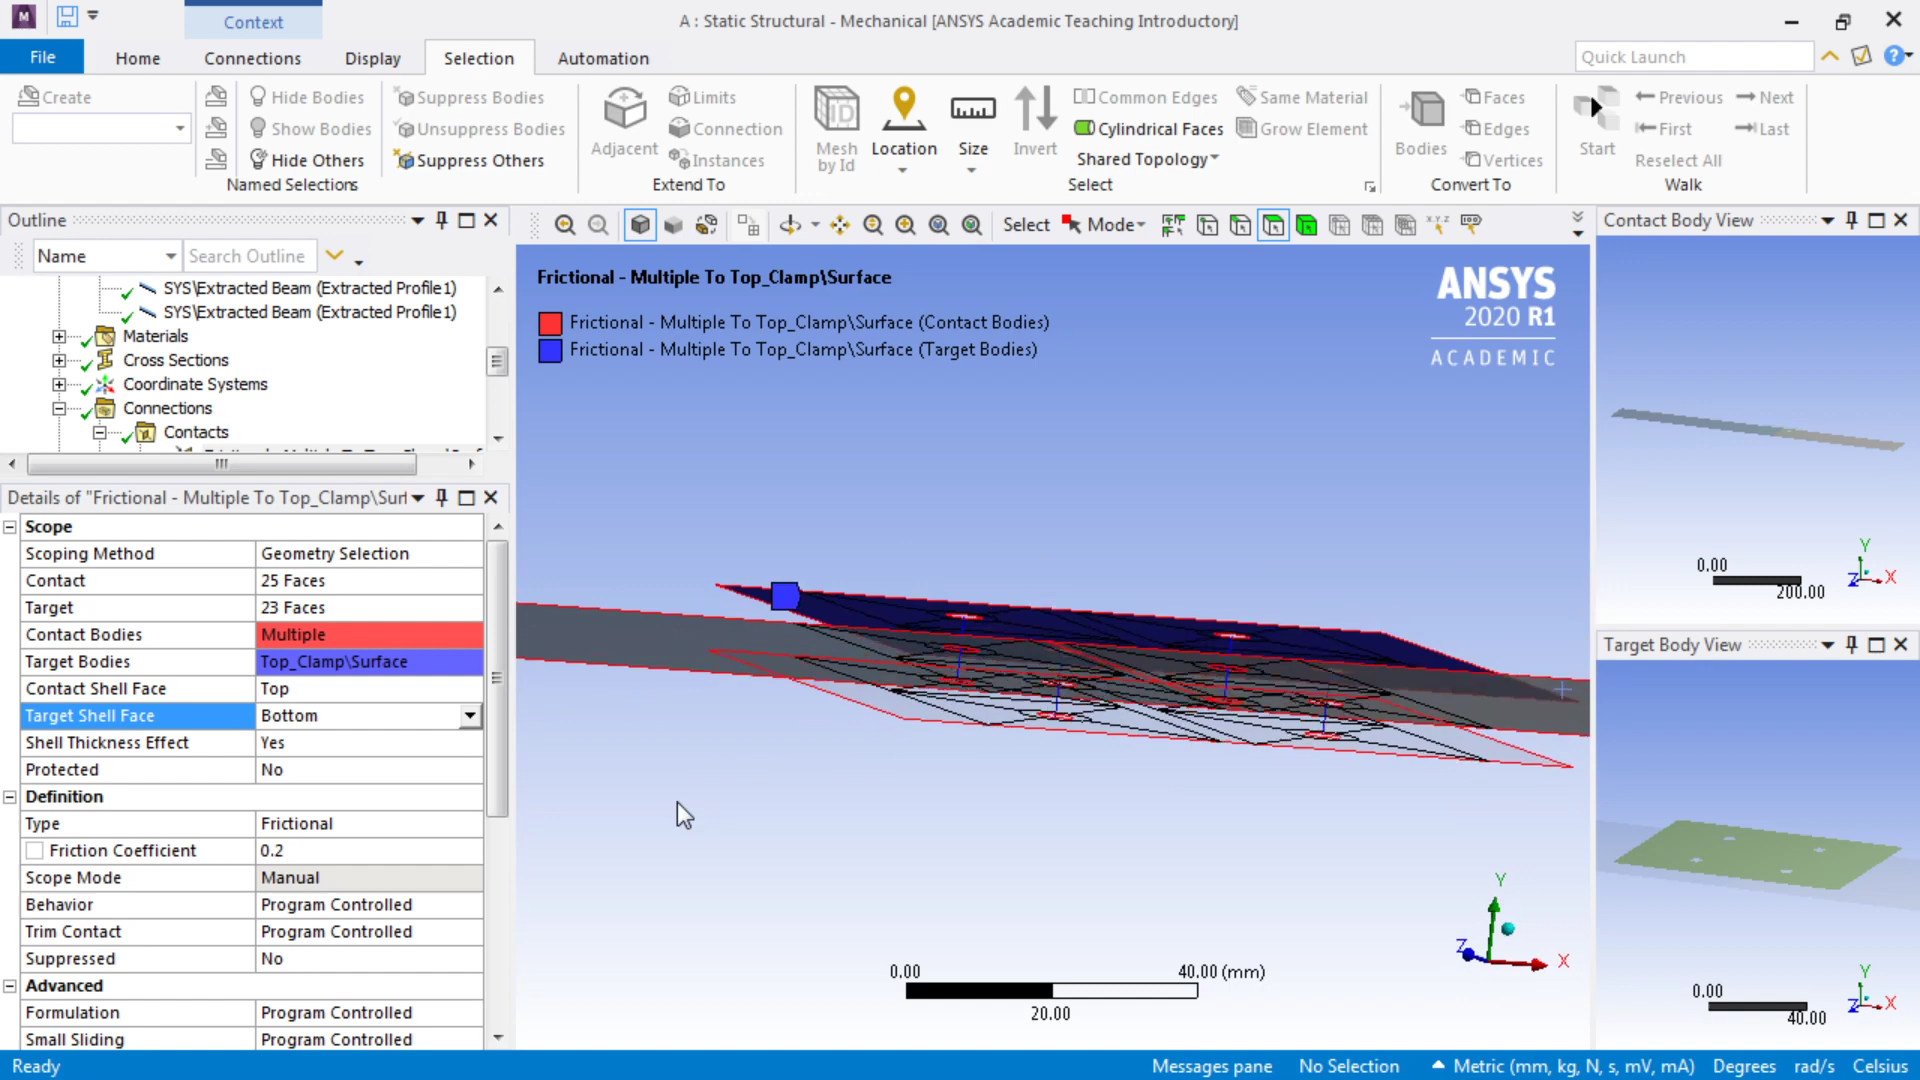 M
Context
A : Static Structural - Mechanical [ANSYS Academic Teaching Introductory]
File
Home
Connections
Display
Selection
Automation
Quick Launch
Create
Hide Bodies
Show Bodies
Hide Others
Suppress Bodies
Unsuppress Bodies
Suppress Others
Named Selections
Adjacent
Limits
Connection
Instances
Extend To
Mesh by Id
Location
Size
Invert
Common Edges
Cylindrical Faces
Shared Topology
Same Material
Grow Element
Select
Bodies
Faces
Edges
Vertices
Convert To
Start
Previous
Next
First
Last
Reselect All
Walk
Outline
Name
Search Outline
SYS\Extracted Beam (Extracted Profile1)
SYS\Extracted Beam (Extracted Profile1)
Materials
Cross Sections
Coordinate Systems
Connections
Contacts
Select
Mode
Details of "Frictional - Multiple To Top_Clamp\Surf
Scope
Scoping Method Geometry Selection
Contact 25 Faces
Target 23 Faces
Contact Bodies Multiple
Target Bodies Top_Clamp\Surface
Contact Shell Face Top
Target Shell Face Bottom
Shell Thickness Effect Yes
Protected No
Definition
Type Frictional
Friction Coefficient 0.2
Scope Mode Manual
Behavior Program Controlled
Trim Contact Program Controlled
Suppressed No
Advanced
Formulation Program Controlled
Small Sliding Program Controlled
Frictional - Multiple To Top_Clamp\Surface
Frictional - Multiple To Top_Clamp\Surface (Contact Bodies)
Frictional - Multiple To Top_Clamp\Surface (Target Bodies)
ANSYS
2020 R1
ACADEMIC
0.00
40.00 (mm)
20.00
Y
Z
X
Contact Body View
0.00
200.00
Y
Z
X
Target Body View
0.00
40.00
Y
Z
X
Ready
Messages pane
No Selection
Metric (mm, kg, N, s, mV, mA)
Degrees
rad/s
Celsius